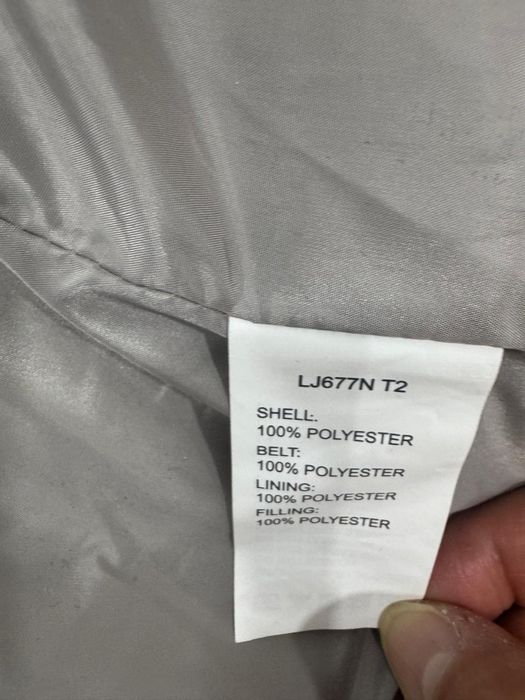 LJ677N T2
SHELL:
100% POLYESTER
BELT:
100% POLYESTER
LINING:
100% POLYESTER
FILLING:
100% POLYESTER